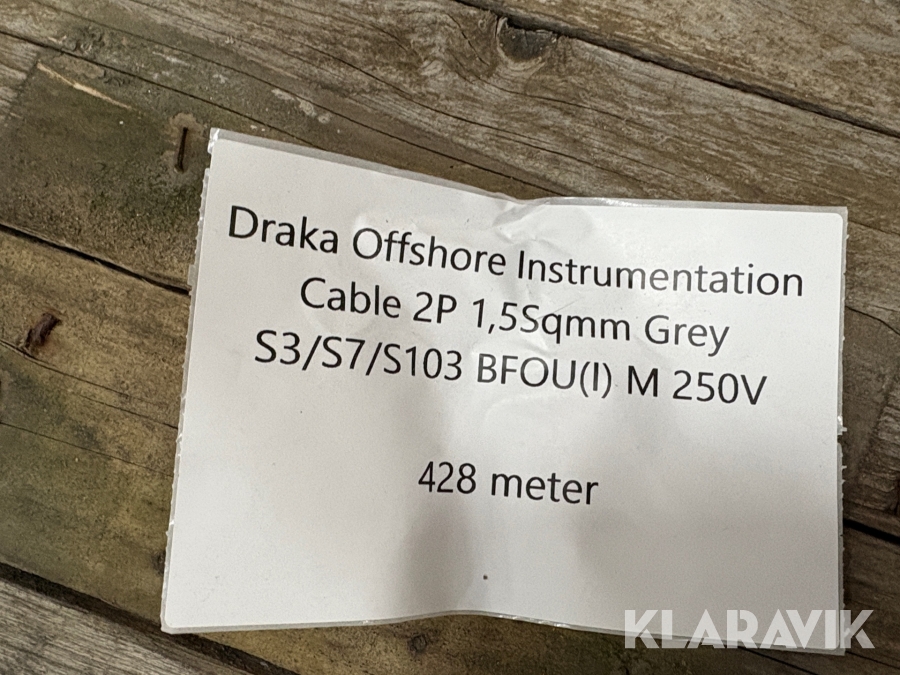 Draka Offshore Instrumentation
Cable 2P 1,5Sqmm Grey
S3/S7/S103 BFOU(I) M 250V
428 meter
KLARAVIK